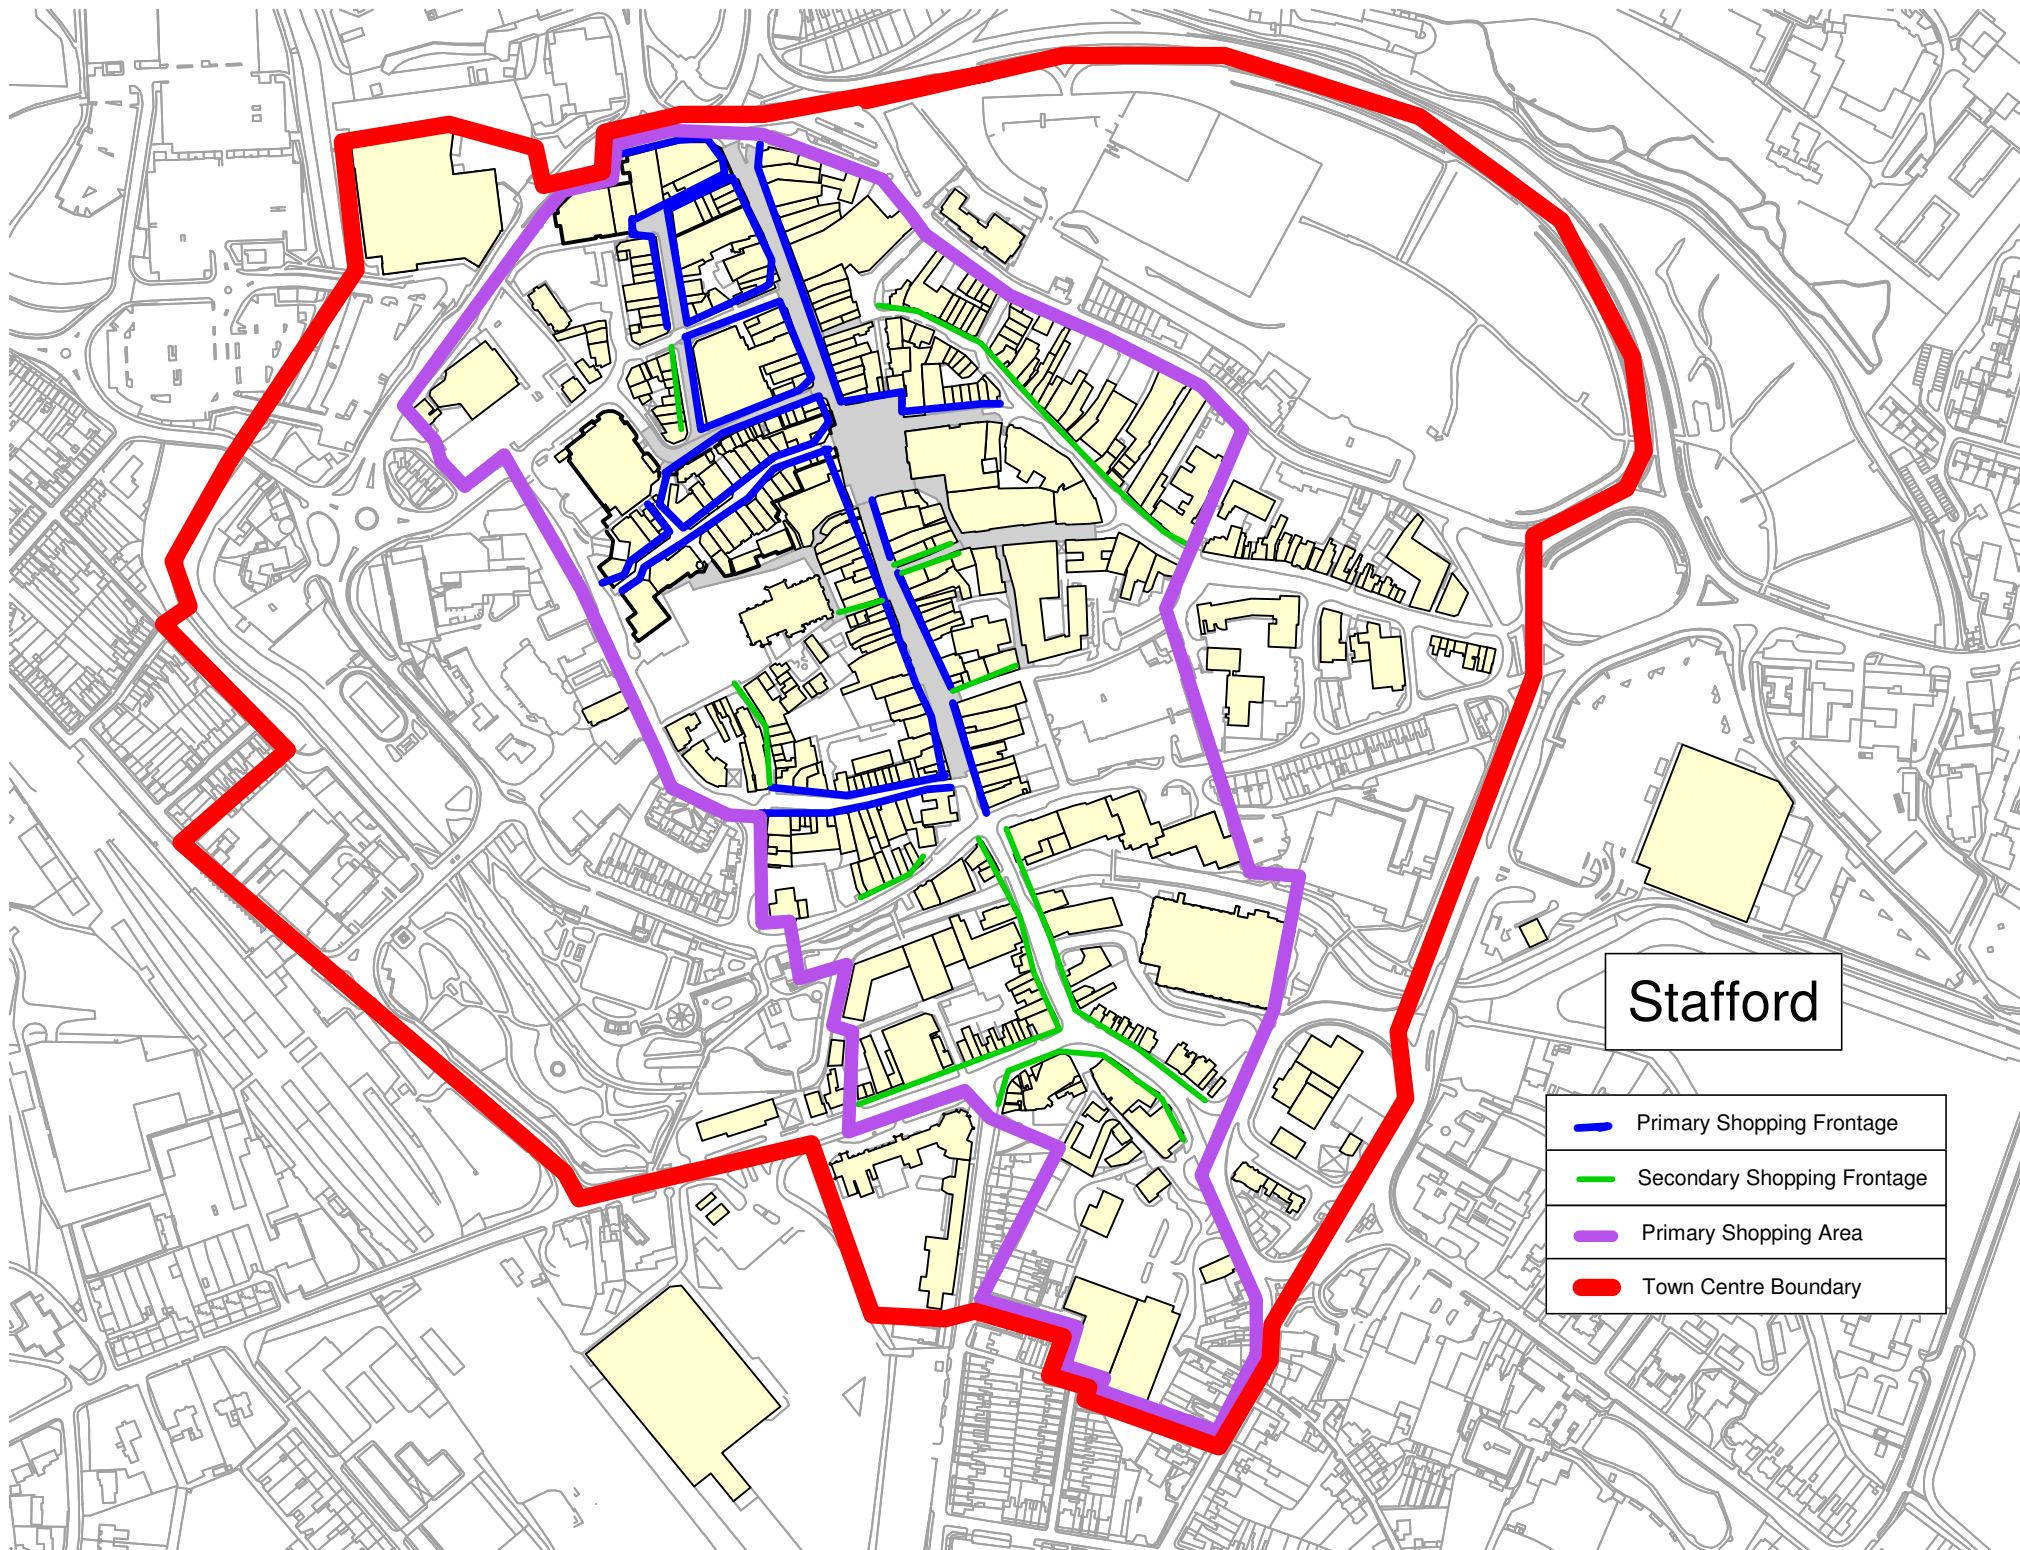 Stafford
Primary Shopping Frontage
Secondary Shopping Frontage
Primary Shopping Area
Town Centre Boundary